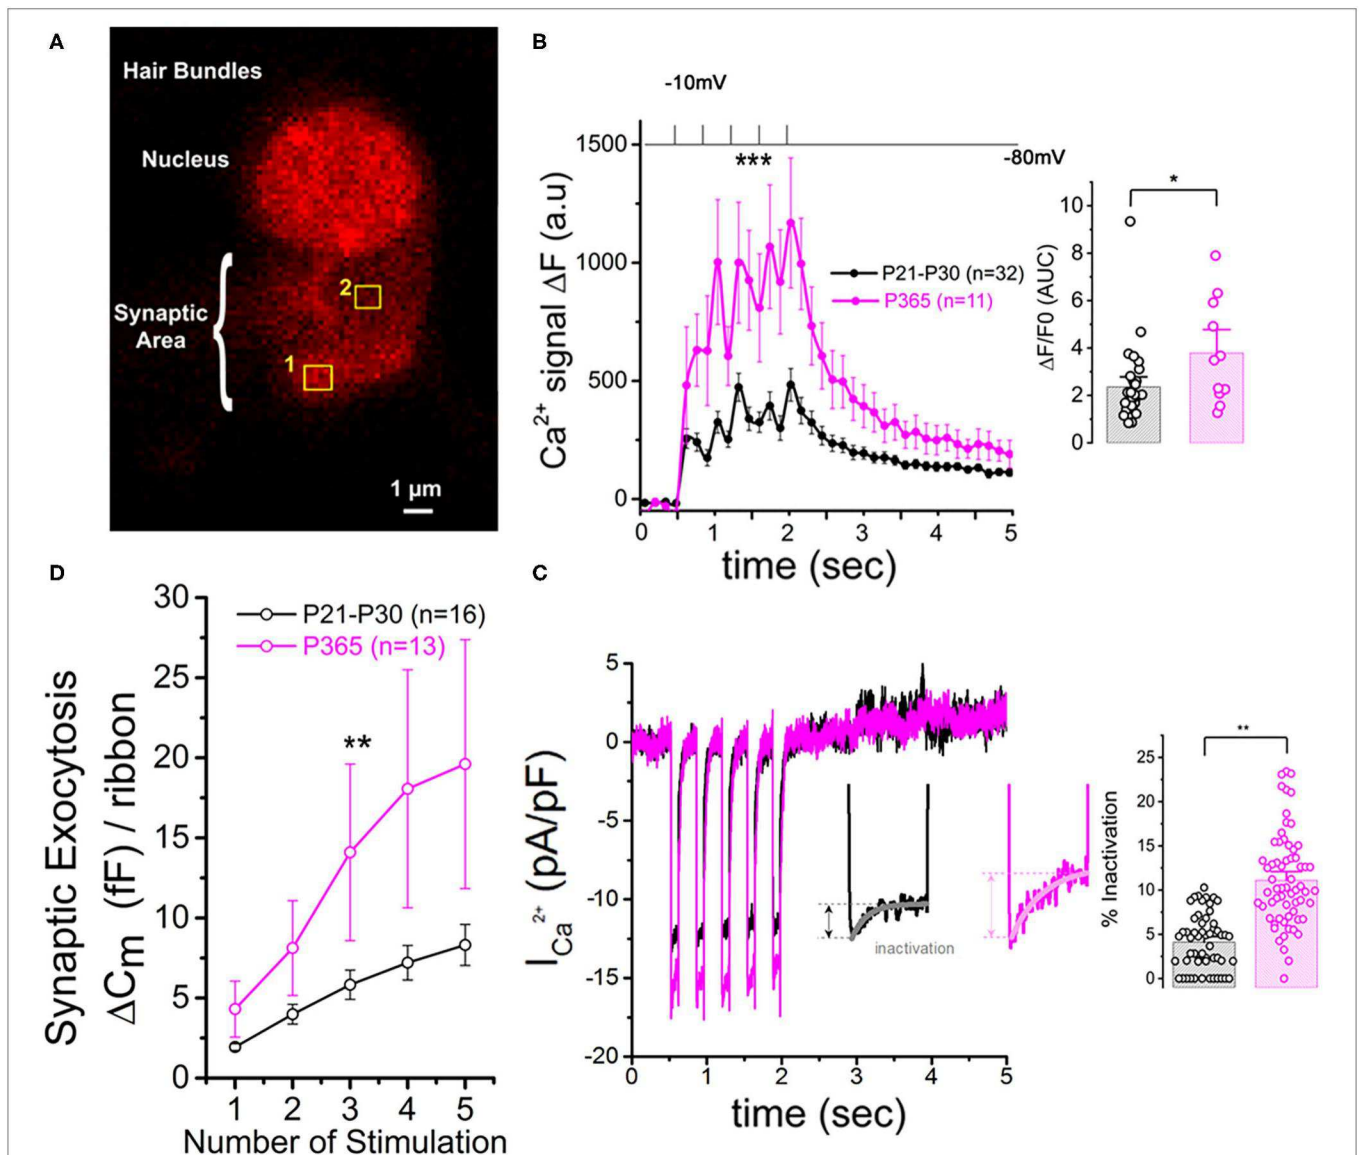 A
Hair Bundles
Nucleus
2
Synaptic
Area
1
1 µm
B
-10mV
-80mV
***
Ca2+ signal ΔF (a.u)
1500
1000
500
0
P21-P30 (n=32)
P365 (n=11)
0 1 2 3 4 5
time (sec)
*
ΔF/F0 (AUC)
10
8
6
4
2
0
D
Synaptic Exocytosis
ΔCm (fF) / ribbon
30
25
20
15
10
5
0
P21-P30 (n=16)
P365 (n=13)
**
1 2 3 4 5
Number of Stimulation
C
ICa2+ (pA/pF)
5
0
-5
-10
-15
-20
inactivation
0 1 2 3 4 5
time (sec)
**
% Inactivation
25
20
15
10
5
0